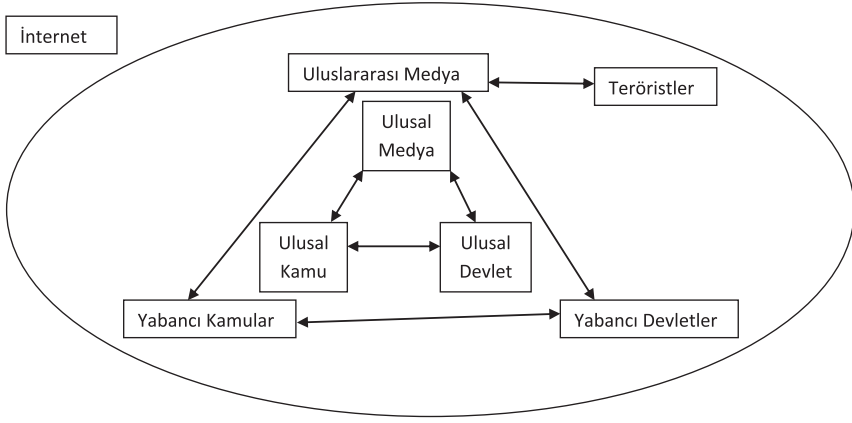 İnternet
Uluslararası Medya
Teröristler
Ulusal
Medya
Ulusal
Kamu
Ulusal
Devlet
Yabancı Kamular
Yabancı Devletler